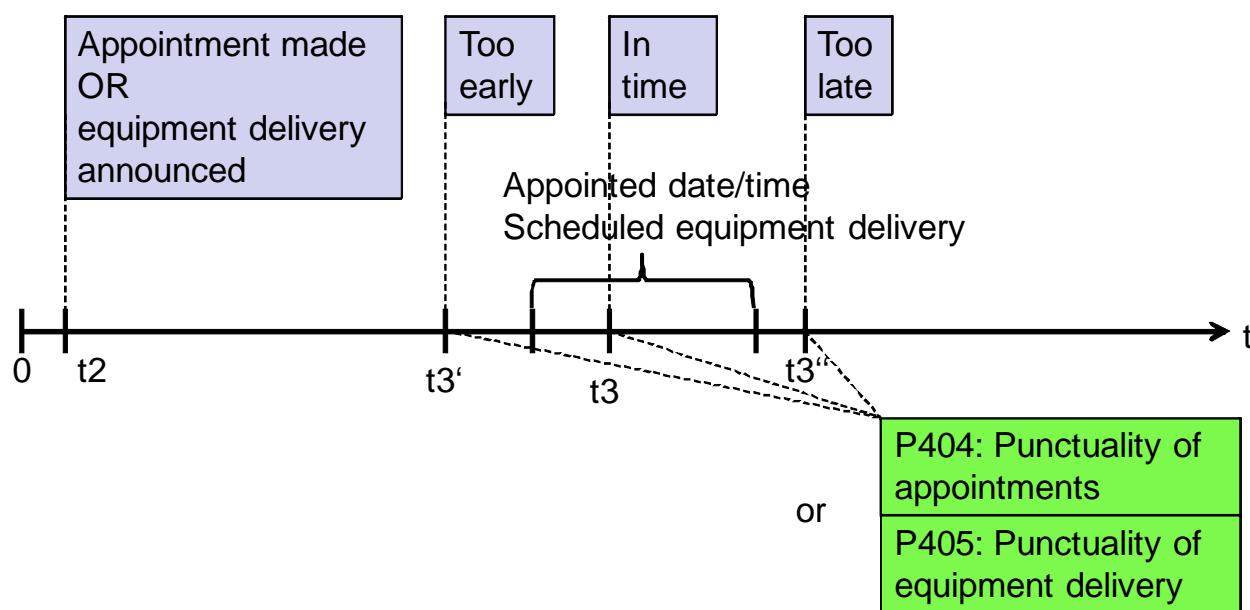 Appointment made
OR
equipment delivery
announced
Too
early
In
time
Too
late
Appointed date/time
Scheduled equipment delivery
t
0
t2
t3‘
t3
t3“
P404: Punctuality of
appointments
or
P405: Punctuality of
equipment delivery